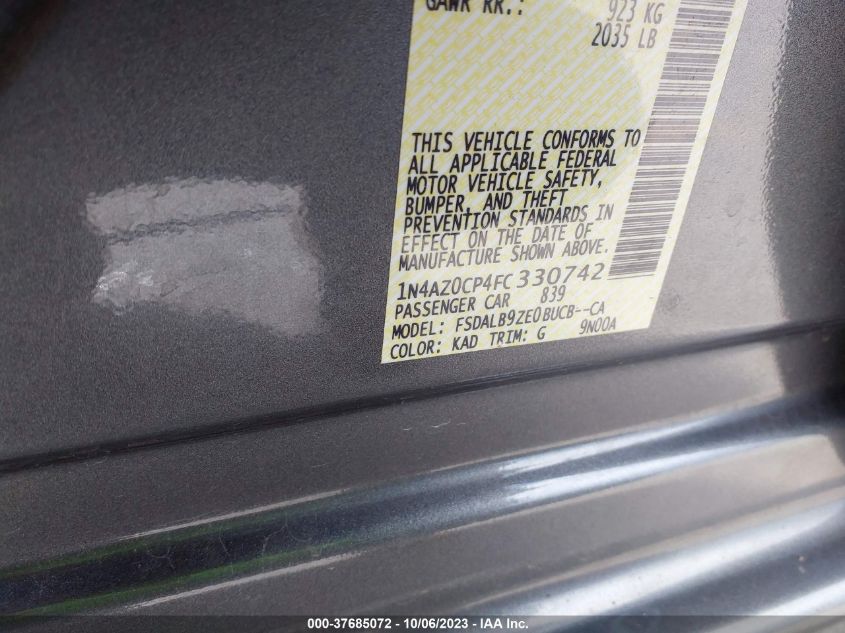 GAWR RR.: 923 KG
2035 LB
THIS VEHICLE CONFORMS TO
ALL APPLICABLE FEDERAL
MOTOR VEHICLE SAFETY,
BUMPER, AND THEFT
PREVENTION STANDARDS IN
EFFECT ON THE DATE OF
MANUFACTURE SHOWN ABOVE.
1N4AZ0CP4FC330742
PASSENGER CAR 839
MODEL: FSDALB9ZE0BUCB--CA
COLOR: KAD TRIM: G 9N00A
000-37685072 - 10/06/2023 - IAA Inc.